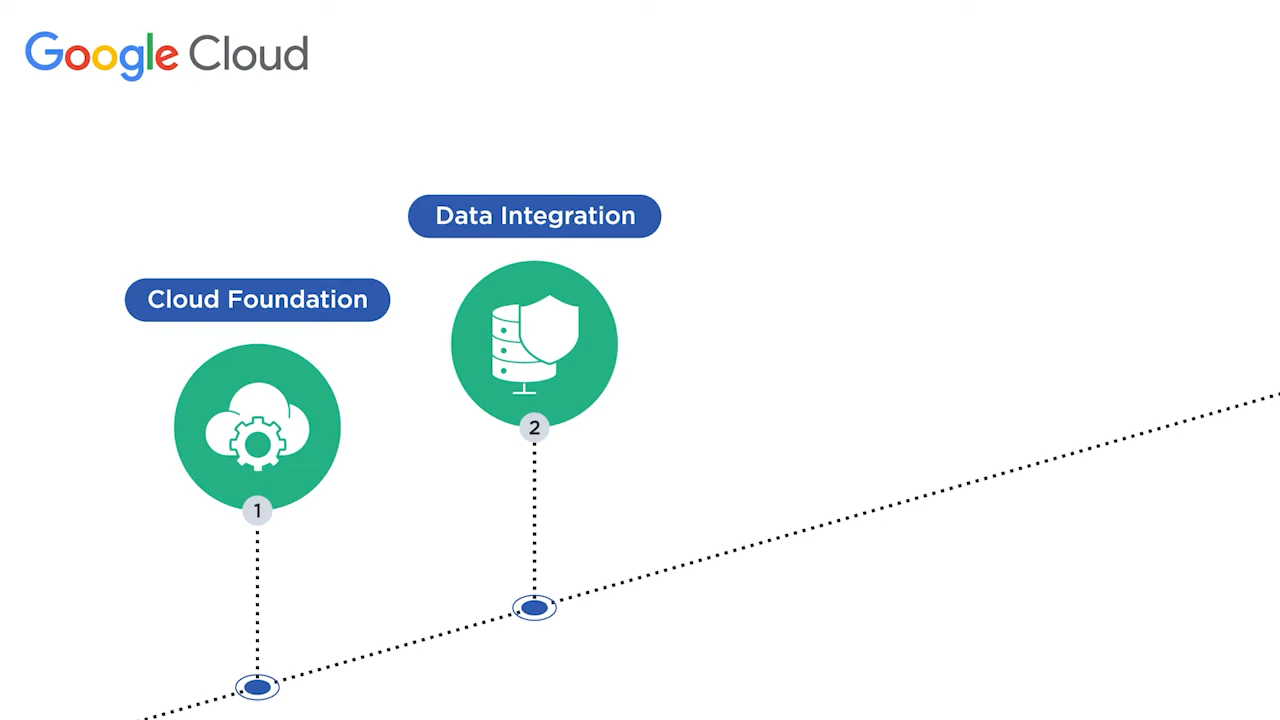 Google Cloud
Data Integration
Cloud Foundation
2
1